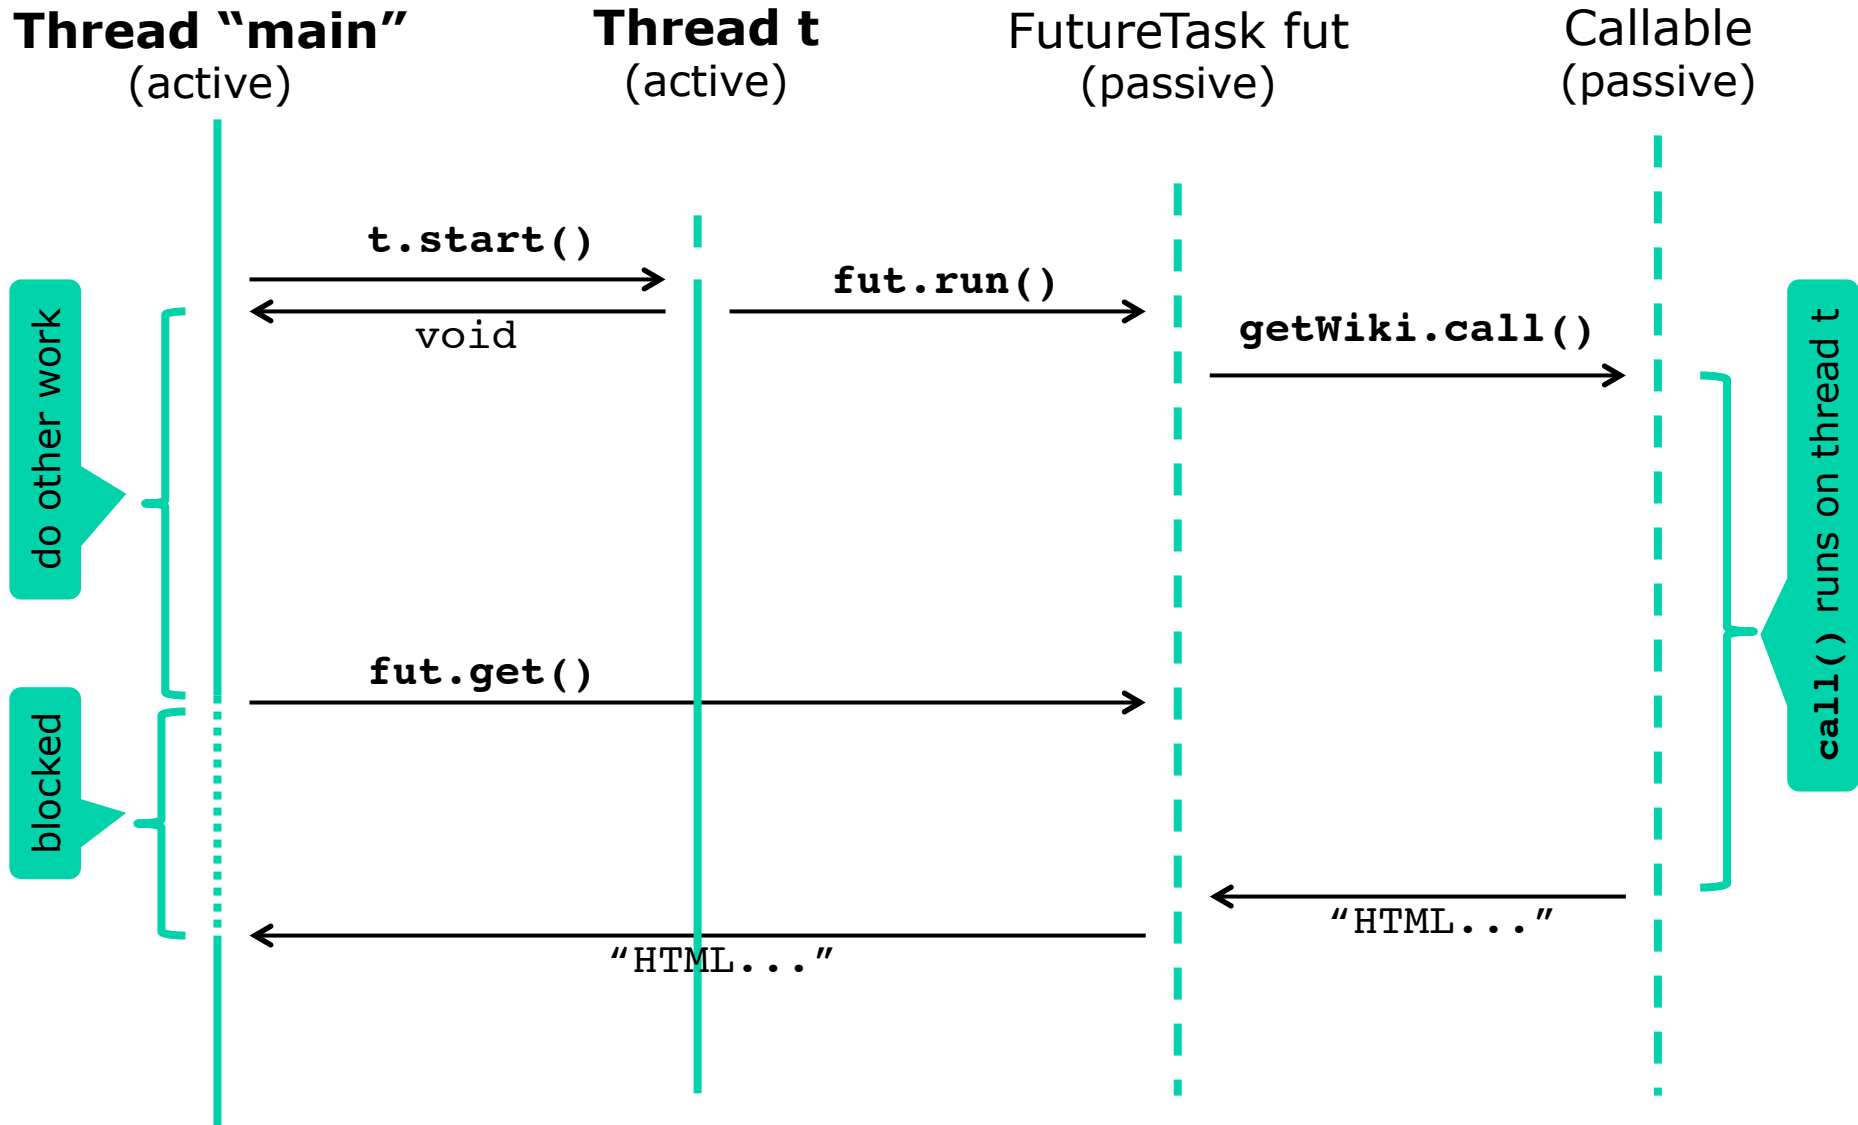 Thread “main”
(active)
Thread t
(active)
FutureTask fut
(passive)
Callable
(passive)
t.start()
void
fut.run()
getWiki.call()
do other work
call() runs on thread t
fut.get()
blocked
“HTML...”
“HTML...”